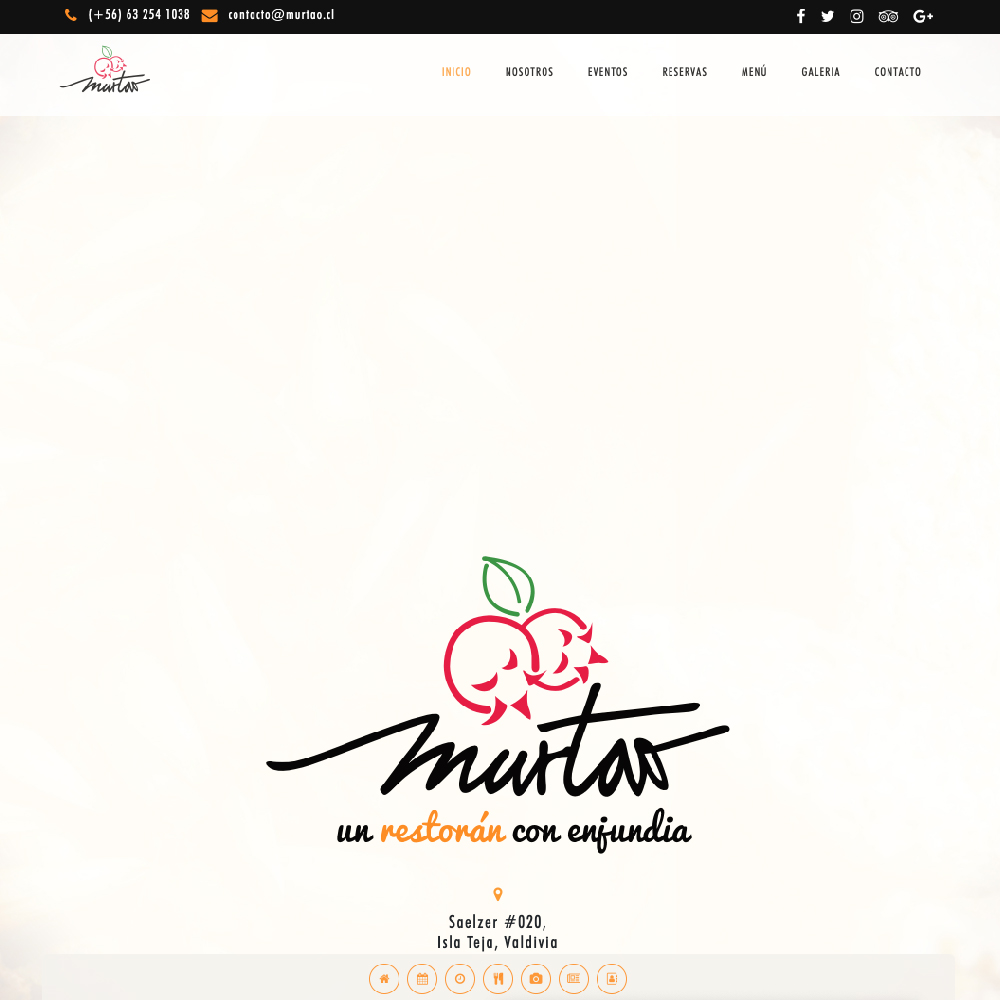 (+56) 63 254 1038 contacto@murtao.cl
murtao
INICIO NOSOTROS EVENTOS RESERVAS MENÚ GALERIA CONTACTO
murtao
un restorán con enjundia
Saelzer #020,
Isla Teja, Valdivia